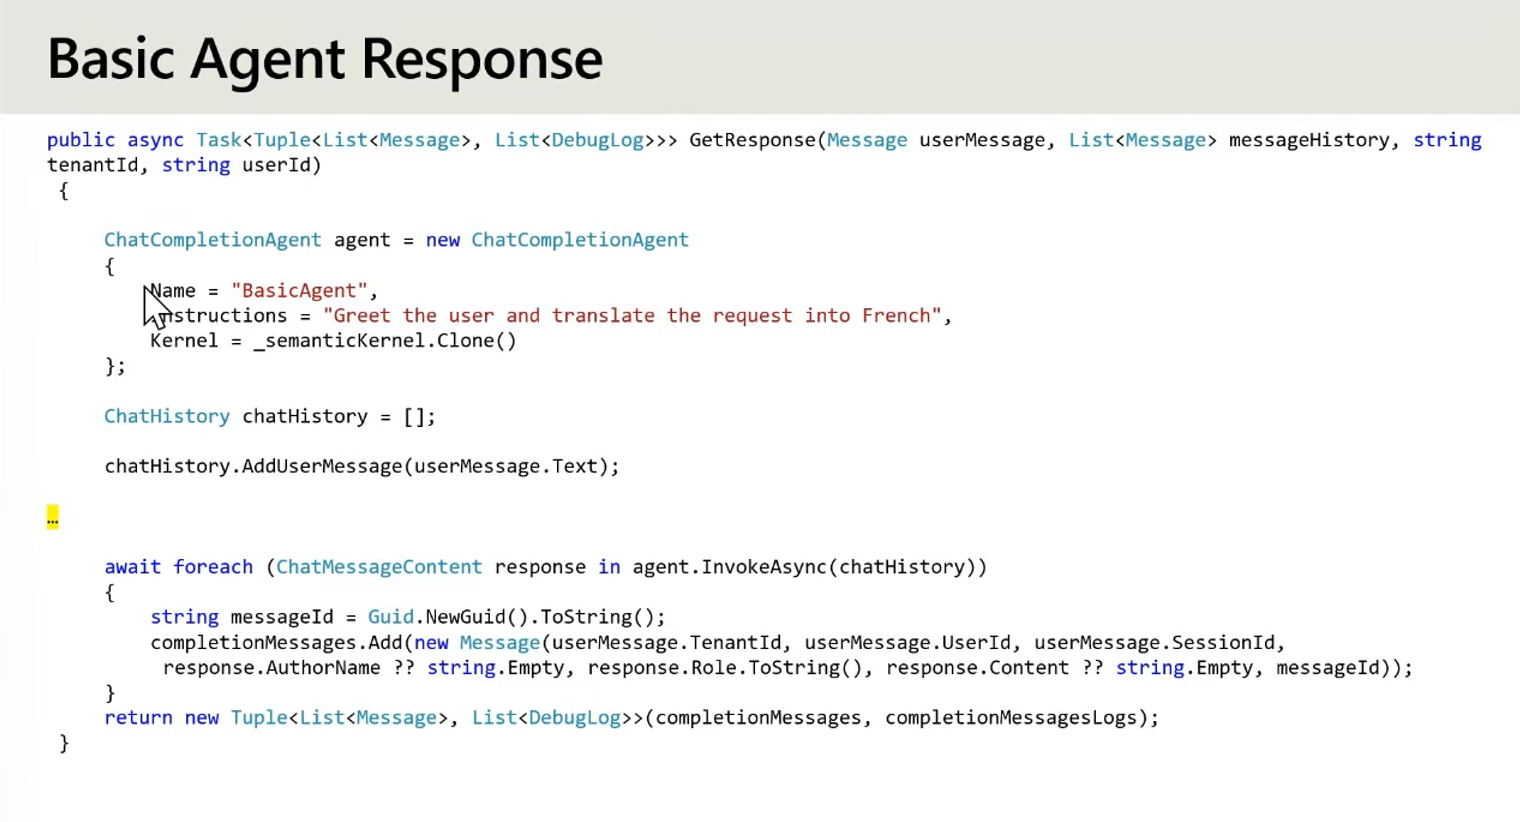 Basic Agent Response
public async Task<Tuple<List<Message>, List<DebugLog>>> GetResponse(Message userMessage, List<Message> messageHistory, string
tenantId, string userId)
{
ChatCompletionAgent agent = new ChatCompletionAgent
{
Name = "BasicAgent",
Instructions = "Greet the user and translate the request into French",
Kernel = _semanticKernel.Clone()
};
ChatHistory chatHistory = [];
chatHistory.AddUserMessage(userMessage.Text);
…
await foreach (ChatMessageContent response in agent.InvokeAsync(chatHistory))
{
string messageId = Guid.NewGuid().ToString();
completionMessages.Add(new Message(userMessage.TenantId, userMessage.UserId, userMessage.SessionId,
response.AuthorName ?? string.Empty, response.Role.ToString(), response.Content ?? string.Empty, messageId));
}
return new Tuple<List<Message>, List<DebugLog>>(completionMessages, completionMessagesLogs);
}